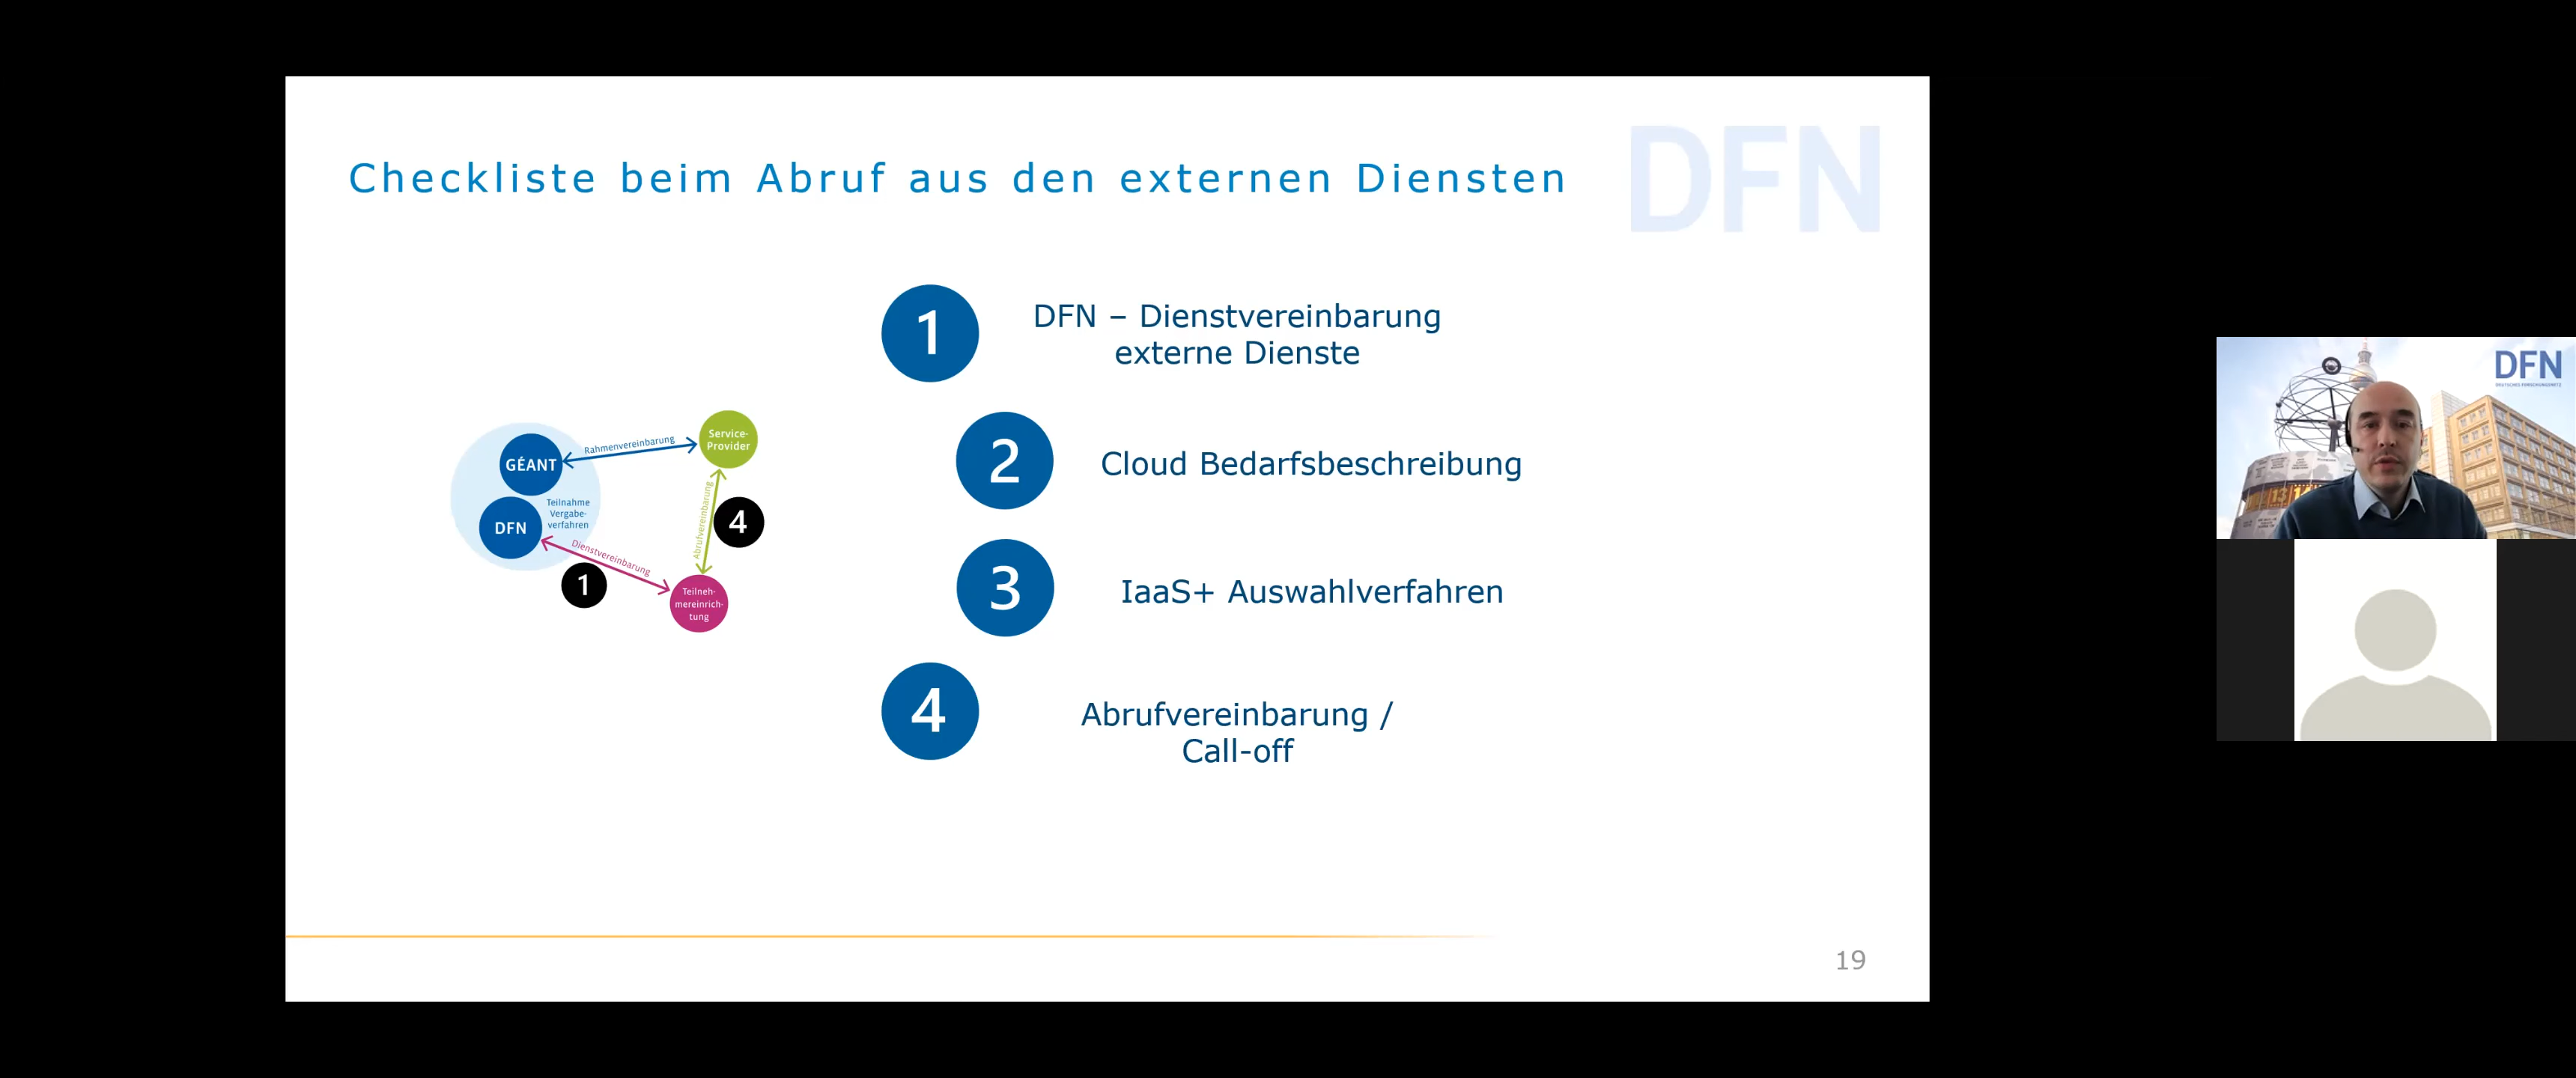 Checkliste beim Abruf aus den externen Diensten
DFN
GÉANT
DFN
Teilnahme
Vergabe-
verfahren
Rahmenvereinbarung
Service-
Provider
Abrufvereinbarung
4
Dienstvereinbarung
1
Teilneh-
mereinrich-
tung
1
DFN – Dienstvereinbarung
externe Dienste
2
Cloud Bedarfsbeschreibung
3
IaaS+ Auswahlverfahren
4
Abrufvereinbarung /
Call-off
19
DFN
DEUTSCHES FORSCHUNGSNETZ